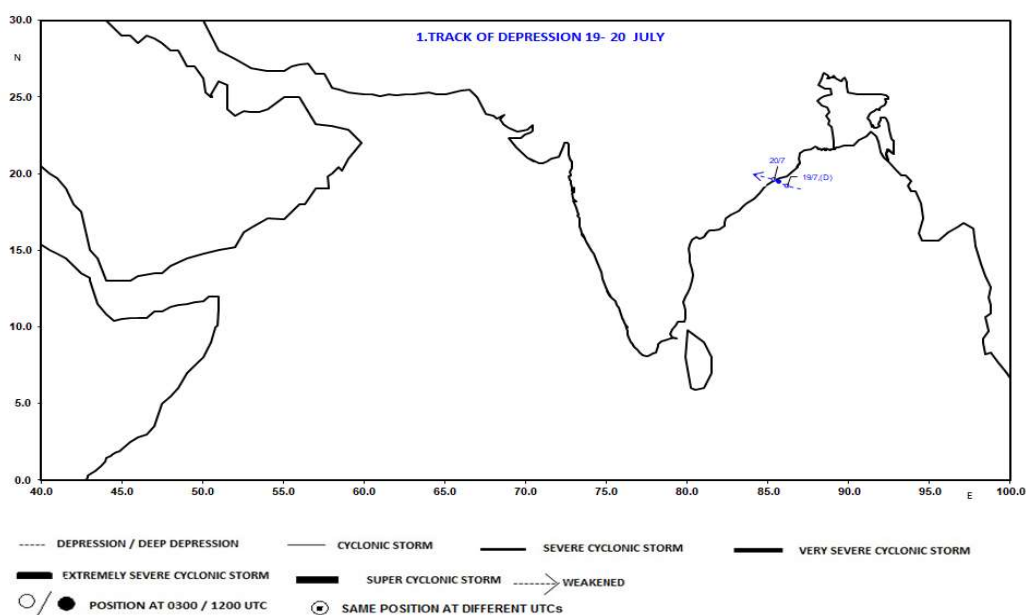 1.TRACK OF DEPRESSION 19- 20 JULY
30.0
N
25.0
20.0
15.0
10.0
5.0
0.0
20/7
19/7,(D)
40.0 45.0 50.0 55.0 60.0 65.0 70.0 75.0 80.0 85.0 90.0 95.0 100.0
E
DEPRESSION / DEEP DEPRESSION CYCLONIC STORM SEVERE CYCLONIC STORM VERY SEVERE CYCLONIC STORM
EXTREMELY SEVERE CYCLONIC STORM SUPER CYCLONIC STORM WEAKENED
POSITION AT 0300 / 1200 UTC SAME POSITION AT DIFFERENT UTCs